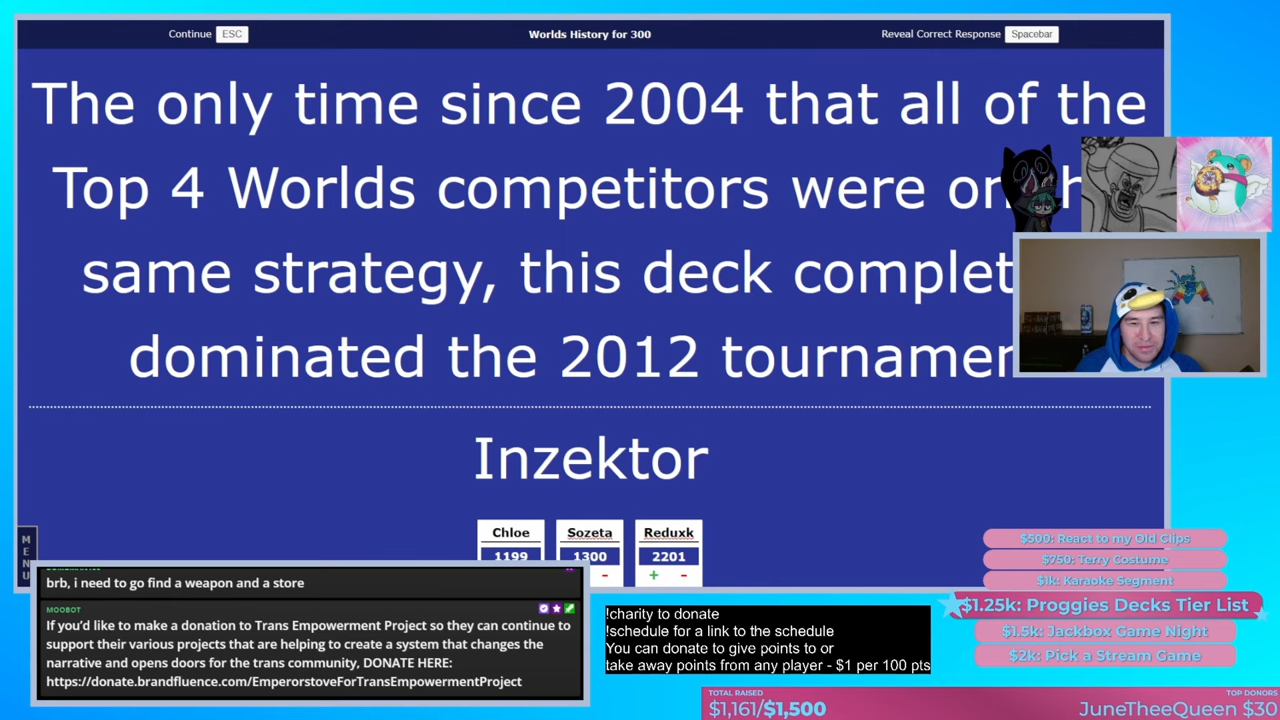 Continue ESC
Worlds History for 300
Reveal Correct Response Spacebar
The only time since 2004 that all of the
Top 4 Worlds competitors were on
same strategy, this deck
dominated the 2012
Inzektor
MENU
Chloe Sozeta Reduxk
1199 1300 2201
- + -
brb, i need to go find a weapon and a store
MOOBOT
If you'd like to make a donation to Trans Empowerment Project so they can continue to
support their various projects that are helping to create a system that changes the
narrative and opens doors for the trans community, DONATE HERE:
https://donate.brandfluence.com/EmperorstoveForTransEmpowermentProject
!charity to donate
!schedule for a link to the schedule
You can donate to give points to or
take away points from any player - $1 per 100 pts
$500: React to my Old Clips
$750: Terry Costume
$1k: Karaoke Segment
$1.25k: Proggies Decks Tier List
$1.5k: Jackbox Game Night
$2k: Pick a Stream Game
TOTAL RAISED
$1,161/$1,500
TOP DONORS
JuneTheeQueen $30